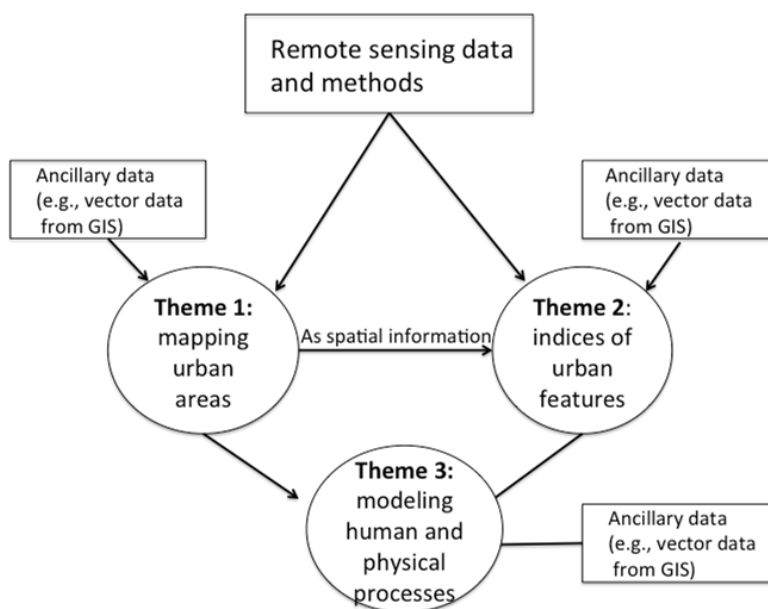 Remote sensing data
and methods
Ancillary data
(e.g., vector data
from GIS)
Ancillary data
(e.g., vector data
from GIS)
Theme 1:
mapping
urban
areas
As spatial information
Theme 2:
indices of
urban
features
Theme 3:
modeling
human and
physical
processes
Ancillary data
(e.g., vector data
from GIS)